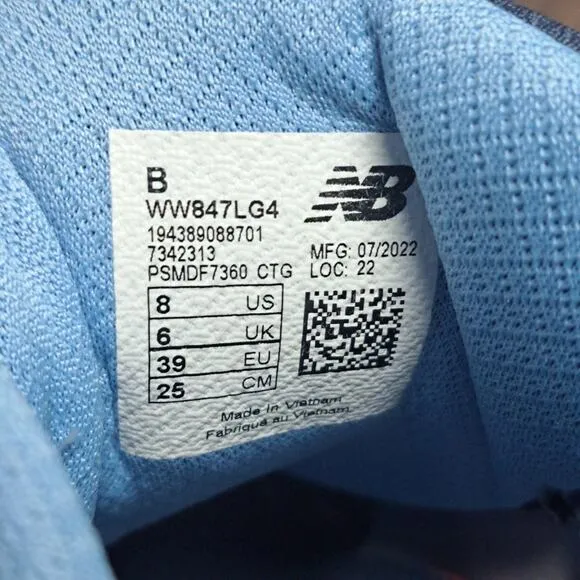 B
NB
WW847LG4
194389088701
7342313
PSMDF7360 CTG
MFG: 07/2022
LOC: 22
8 US
6 UK
39 EU
25 CM
Made in Vietnam
Fabriqué au Vietnam